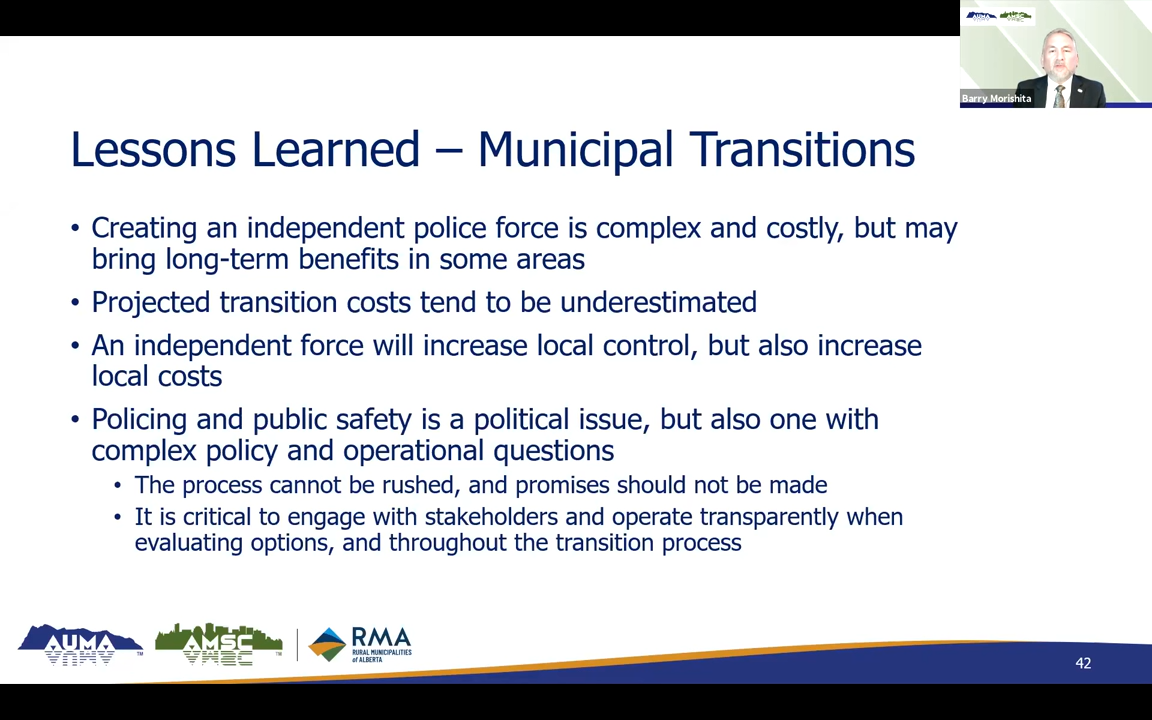 AUMA AMSC
Barry Morishita
Lessons Learned – Municipal Transitions
• Creating an independent police force is complex and costly, but may
bring long-term benefits in some areas
• Projected transition costs tend to be underestimated
• An independent force will increase local control, but also increase
local costs
• Policing and public safety is a political issue, but also one with
complex policy and operational questions
• The process cannot be rushed, and promises should not be made
• It is critical to engage with stakeholders and operate transparently when
evaluating options, and throughout the transition process
AUMA TM AMSC TM RMA
RURAL MUNICIPALITIES
of ALBERTA
42